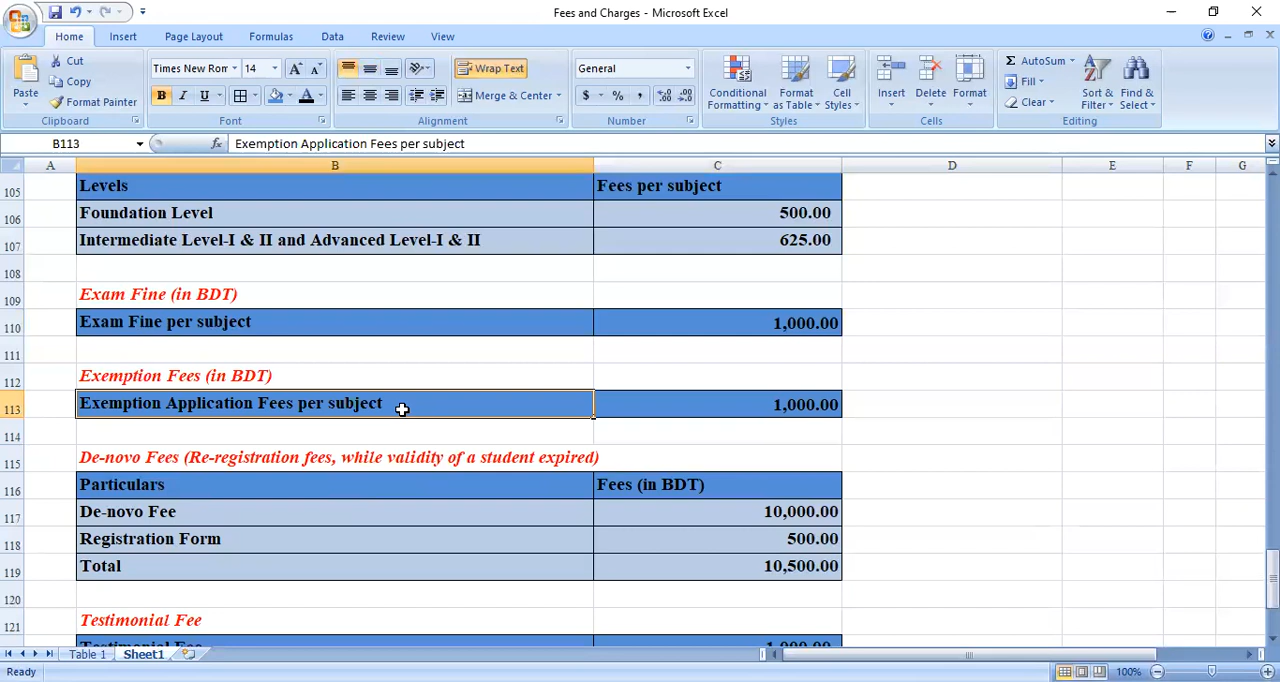 Fees and Charges - Microsoft Excel
Home Insert Page Layout Formulas Data Review View
Paste Cut Copy Format Painter Clipboard
Times New Ron 14 A A B I U A Font
Wrap Text Merge & Center Alignment
General $ % , Number
Conditional Formatting Format as Table Cell Styles Styles
Insert Delete Format Cells
Σ AutoSum Fill Clear Sort & Filter Find & Select Editing
B113 fx Exemption Application Fees per subject
A B C D E F G
105 Levels Fees per subject
106 Foundation Level 500.00
107 Intermediate Level-I & II and Advanced Level-I & II 625.00
108
109 Exam Fine (in BDT)
110 Exam Fine per subject 1,000.00
111
112 Exemption Fees (in BDT)
113 Exemption Application Fees per subject 1,000.00
114
115 De-novo Fees (Re-registration fees, while validity of a student expired)
116 Particulars Fees (in BDT)
117 De-novo Fee 10,000.00
118 Registration Form 500.00
119 Total 10,500.00
120
121 Testimonial Fee
Testimonial Fee 1,000.00
Table 1 Sheet1
Ready 100%